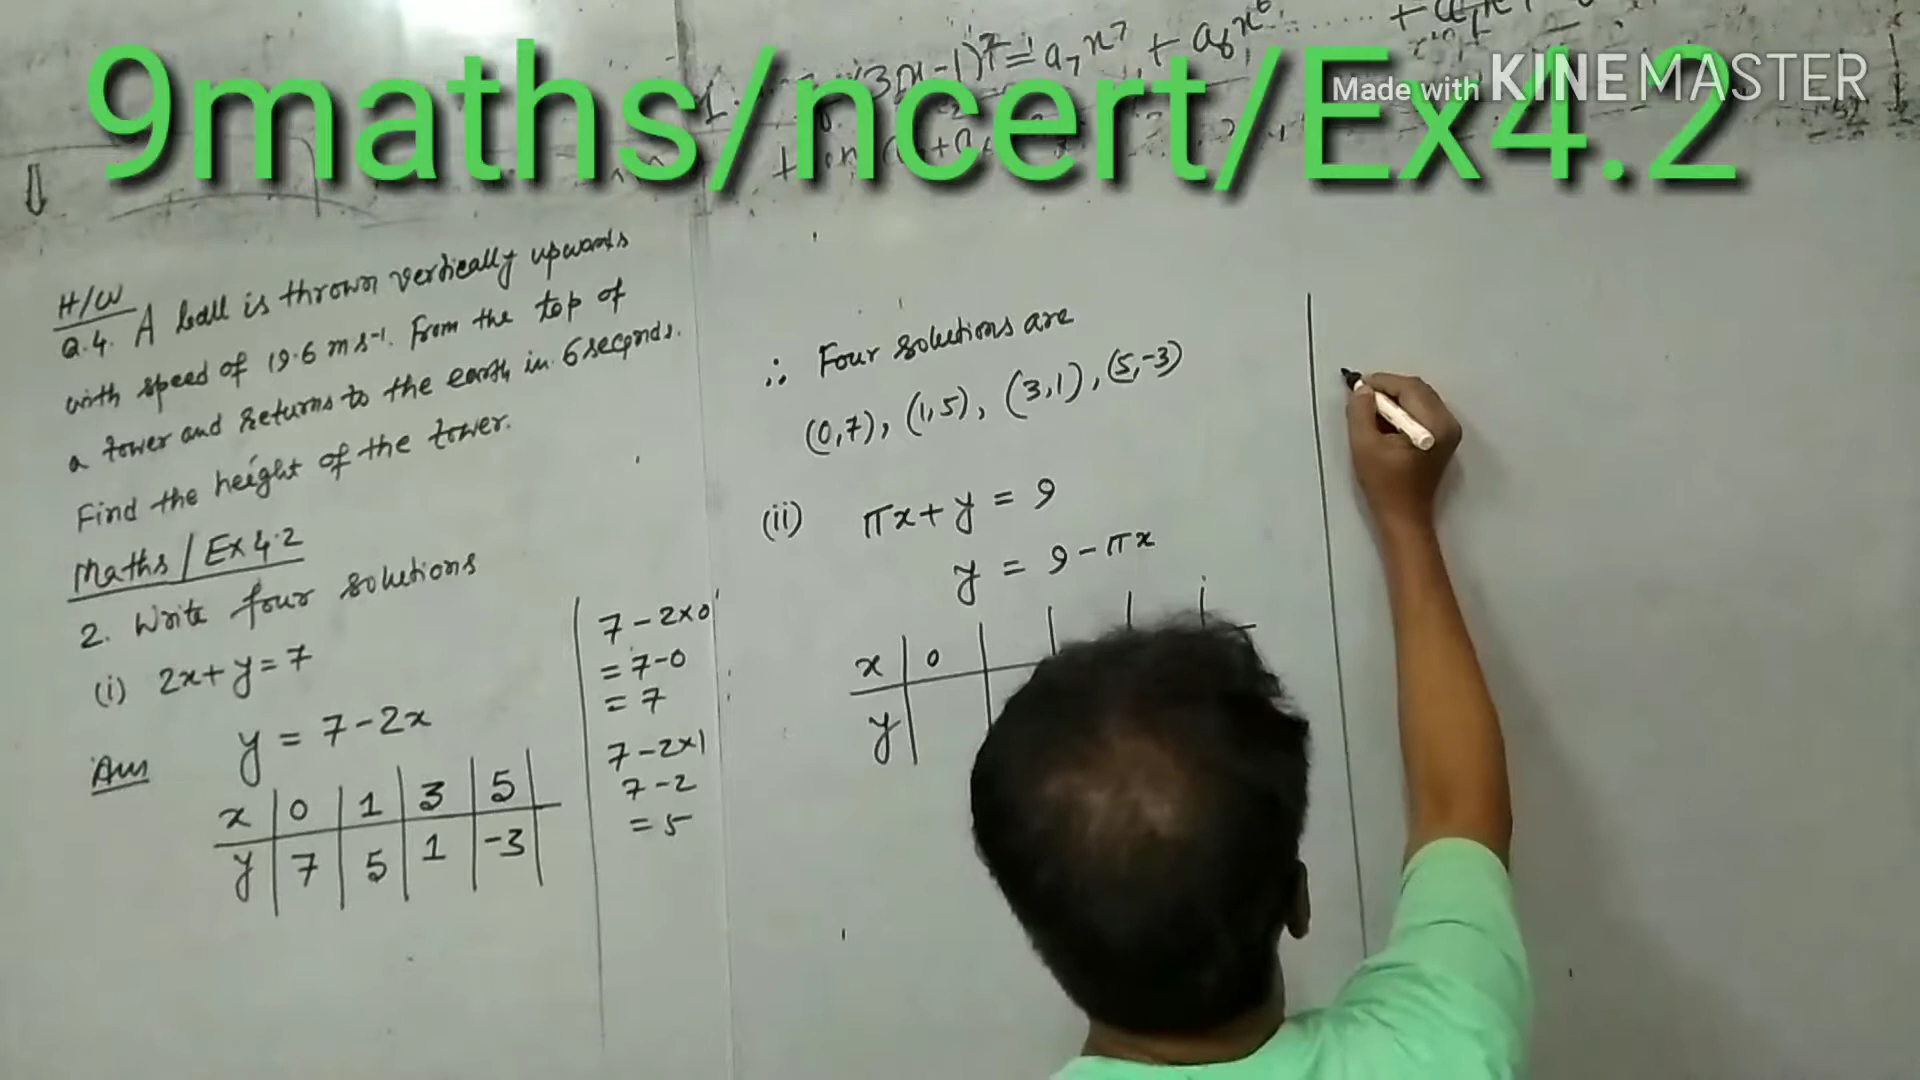 9maths/ncert/Ex4.2
Made with KINEMASTER
H/W
Q.4. A ball is thrown vertically upwards
with speed of 19.6 m s⁻¹. From the top of
a tower and returns to the earth in 6 seconds.
Find the height of the tower.
Maths / Ex 4.2
2. Write four solutions
(i) 2x + y = 7
Ans y = 7 - 2x
x 0 1 3 5
y 7 5 1 -3
7 - 2×0
= 7 - 0
= 7
7 - 2×1
7 - 2
= 5
∴ Four solutions are
(0,7), (1,5), (3,1), (5,-3)
(ii) πx + y = 9
y = 9 - πx
x 0
y